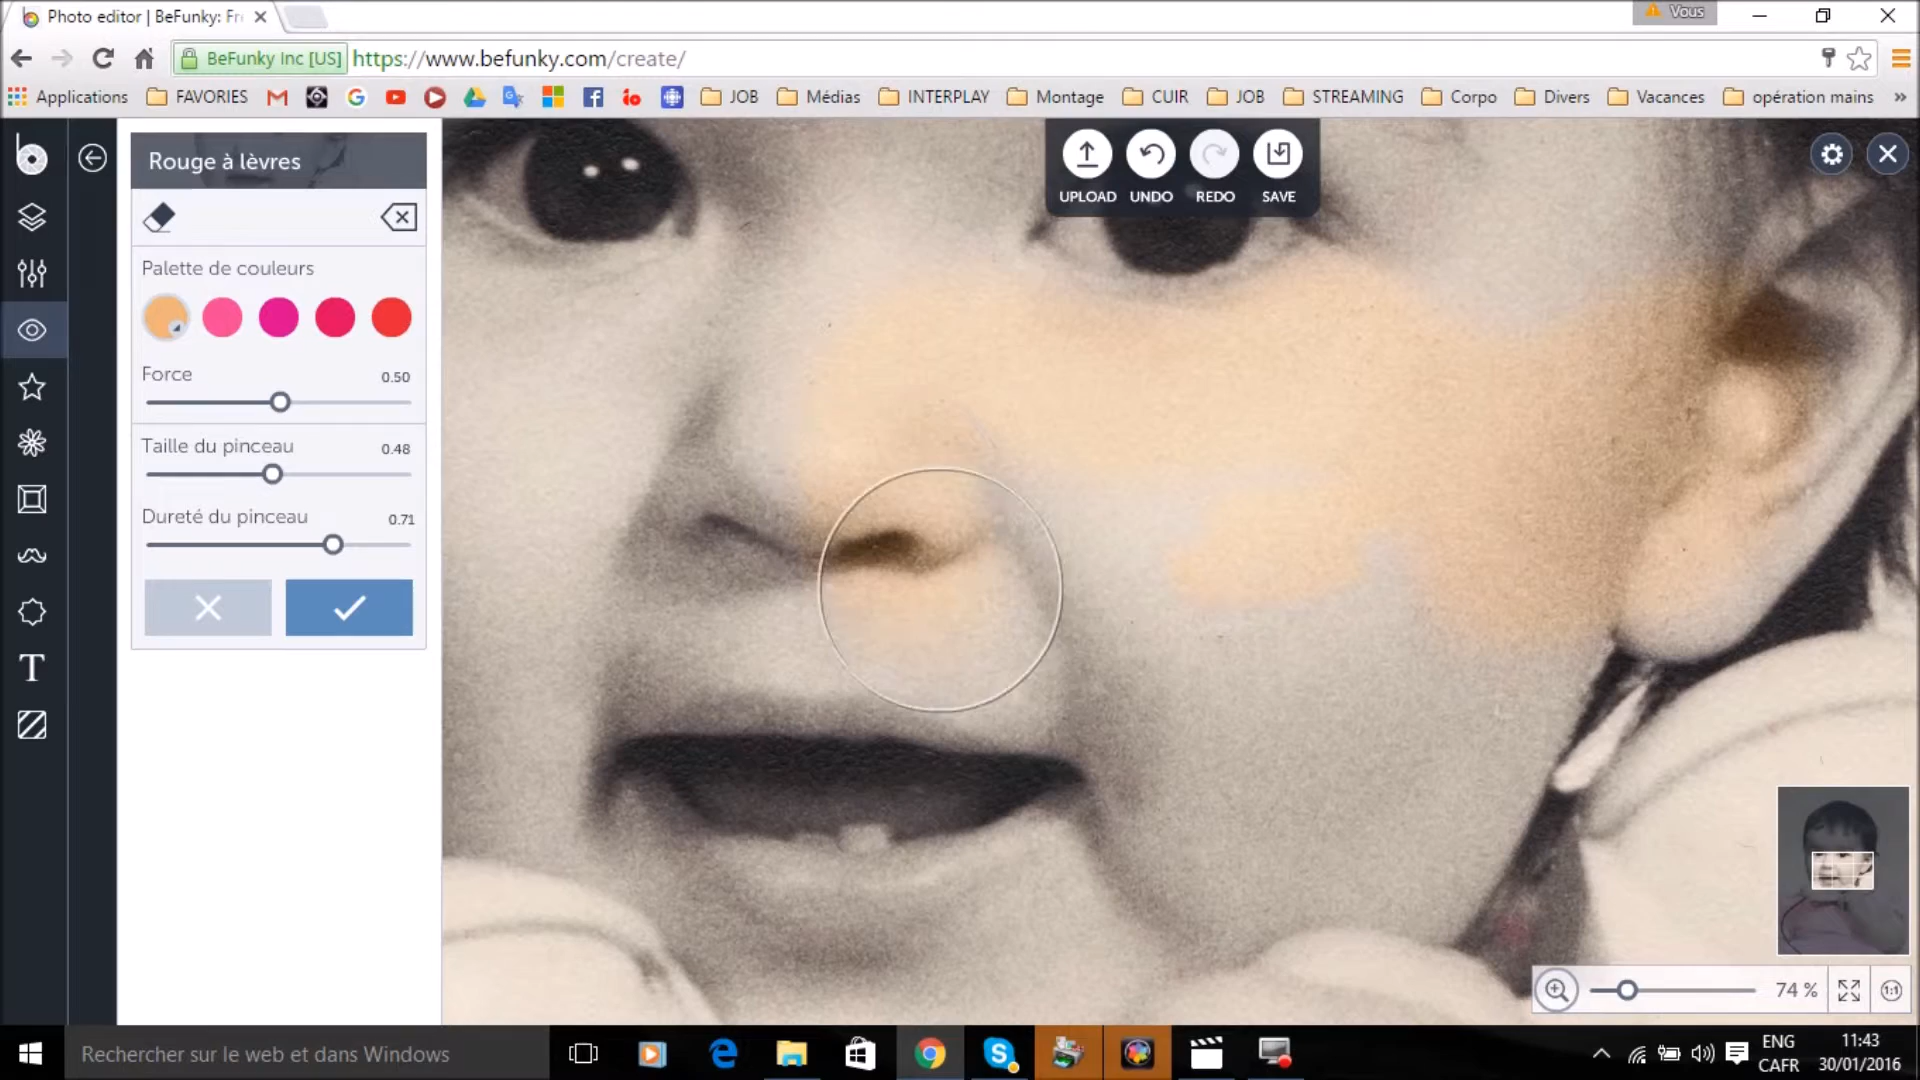 Photo editor | BeFunky: Fr
Vous
BeFunky Inc [US] https://www.befunky.com/create/
Applications FAVORIES JOB Médias INTERPLAY Montage CUIR JOB STREAMING Corpo Divers Vacances opération mains »
Rouge à lèvres
UPLOAD UNDO REDO SAVE
Palette de couleurs
Force 0.50
Taille du pinceau 0.48
Dureté du pinceau 0.71
T
74 %
1:1
Rechercher sur le web et dans Windows
ENG 11:43
CAFR 30/01/2016